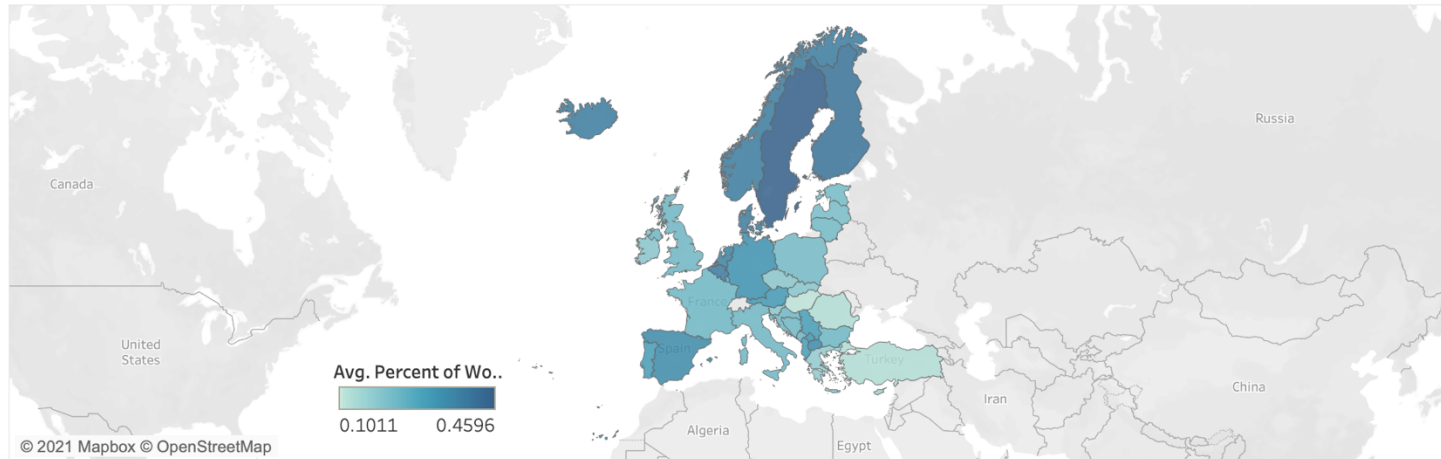 Russia
Canada
France
United
States
Spain
Turkey
Avg. Percent of Wo..
0.1011 0.4596
China
Iran
Algeria
Egypt
© 2021 Mapbox © OpenStreetMap